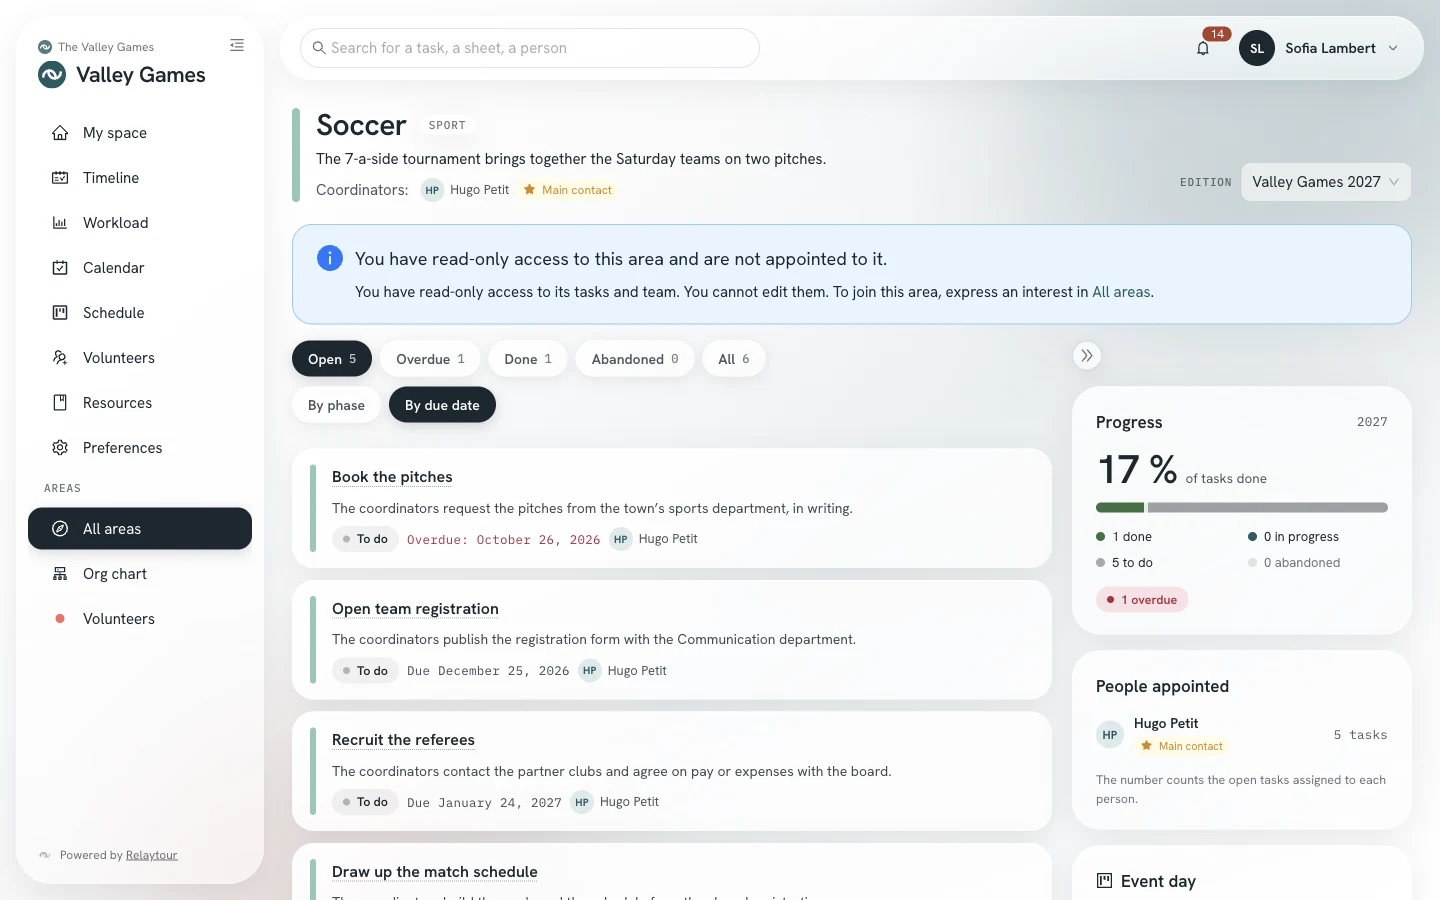 The Valley Games
Valley Games
My space
Timeline
Workload
Calendar
Schedule
Volunteers
Resources
Preferences
AREAS
All areas
Org chart
Volunteers
Powered by Relaytour
Search for a task, a sheet, a person
14
SL
Sofia Lambert
Soccer SPORT
The 7-a-side tournament brings together the Saturday teams on two pitches.
Coordinators: HP Hugo Petit Main contact
EDITION Valley Games 2027
You have read-only access to this area and are not appointed to it.
You have read-only access to its tasks and team. You cannot edit them. To join this area, express an interest in All areas.
Open 5 Overdue 1 Done 1 Abandoned 0 All 6
By phase By due date
Book the pitches
The coordinators request the pitches from the town’s sports department, in writing.
To do Overdue: October 26, 2026 HP Hugo Petit
Open team registration
The coordinators publish the registration form with the Communication department.
To do Due December 25, 2026 HP Hugo Petit
Recruit the referees
The coordinators contact the partner clubs and agree on pay or expenses with the board.
To do Due January 24, 2027 HP Hugo Petit
Draw up the match schedule
Progress 2027
17 % of tasks done
1 done 0 in progress
5 to do 0 abandoned
1 overdue
People appointed
HP Hugo Petit
Main contact
5 tasks
The number counts the open tasks assigned to each
person.
Event day